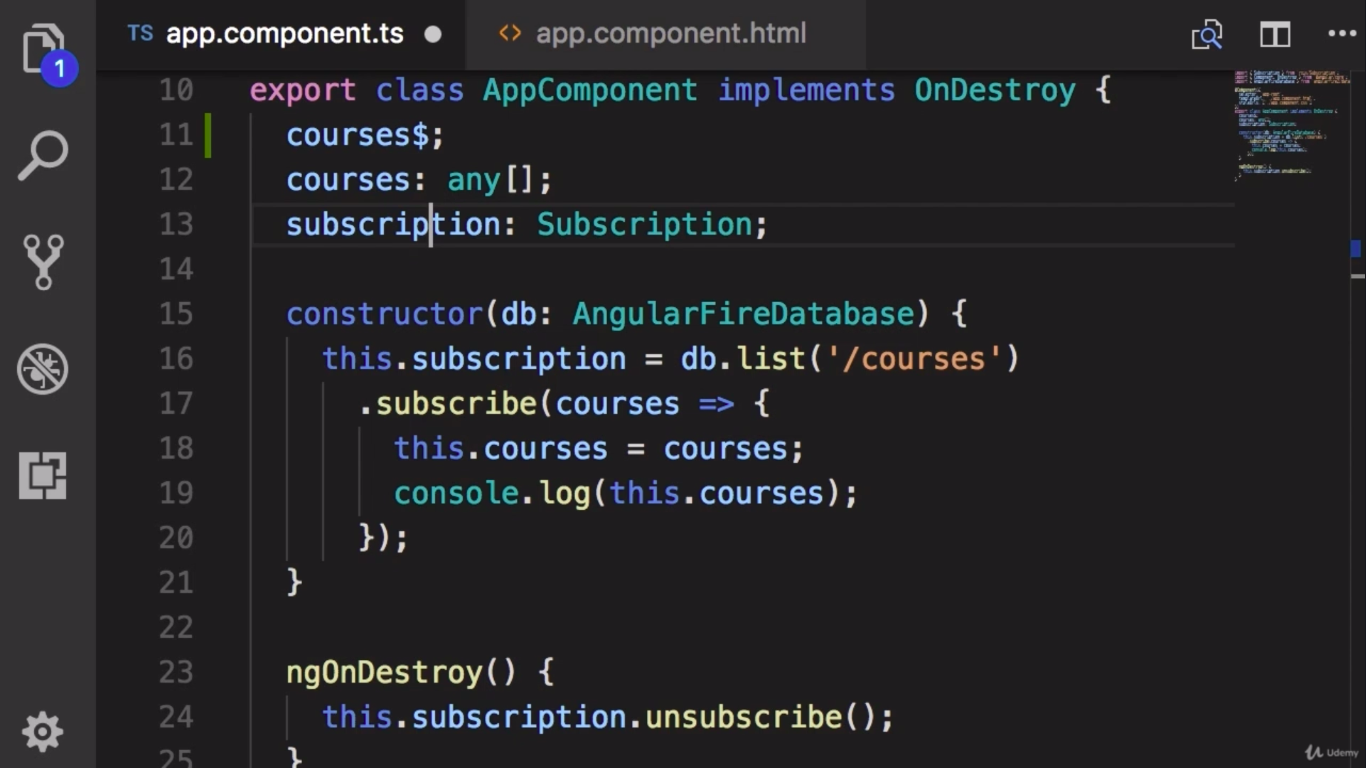 TS app.component.ts
<> app.component.html
1
10 export class AppComponent implements OnDestroy {
11 courses$;
12 courses: any[];
13 subscription: Subscription;
14
15 constructor(db: AngularFireDatabase) {
16 this.subscription = db.list('/courses')
17 .subscribe(courses => {
18 this.courses = courses;
19 console.log(this.courses);
20 });
21 }
22
23 ngOnDestroy() {
24 this.subscription.unsubscribe();
25 }
Udemy